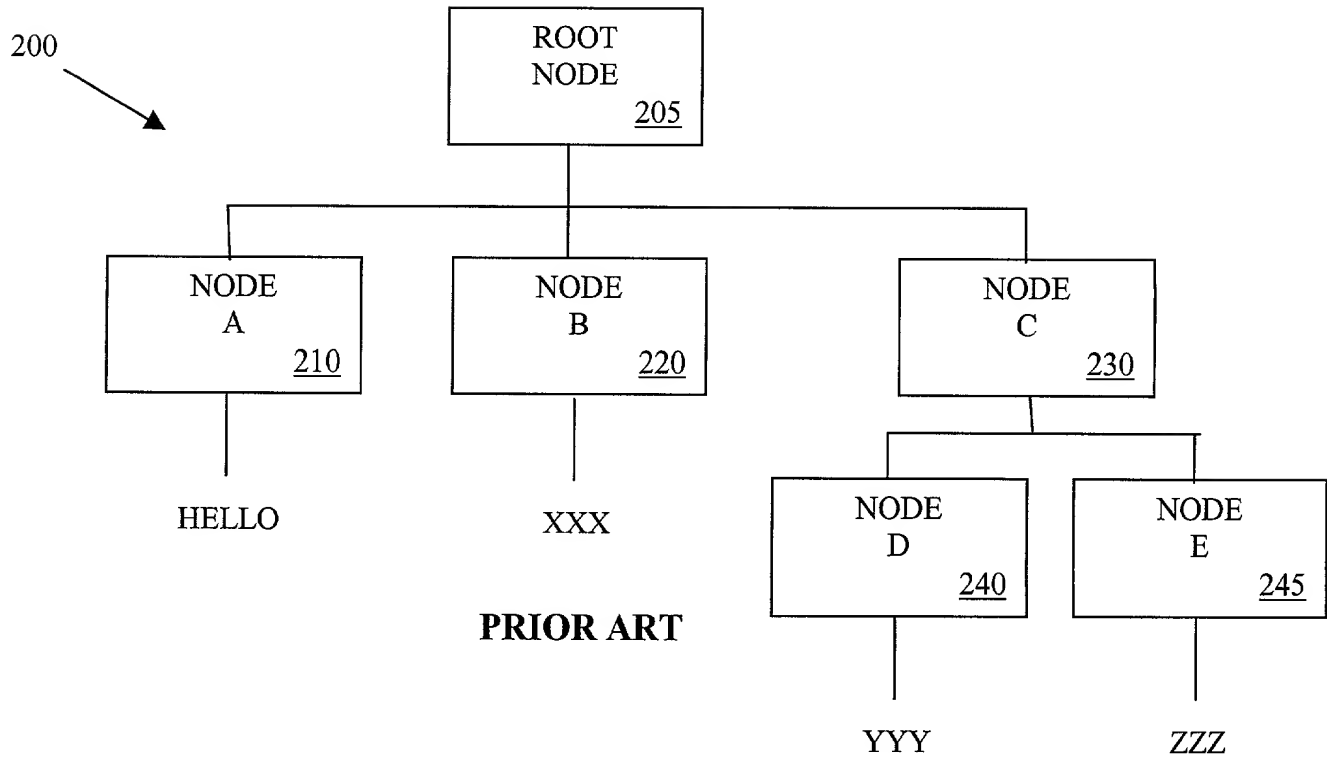 200
ROOT
NODE
205
NODE
A
210
NODE
B
220
NODE
C
230
HELLO
XXX
NODE
D
240
NODE
E
245
PRIOR ART
YYY
ZZZ